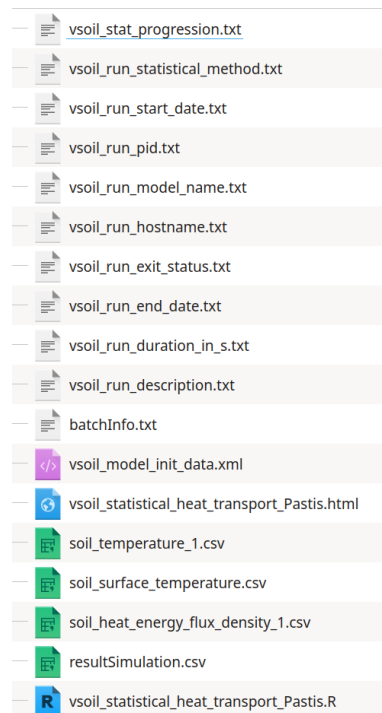 vsoil_stat_progression.txt
vsoil_run_statistical_method.txt
vsoil_run_start_date.txt
vsoil_run_pid.txt
vsoil_run_model_name.txt
vsoil_run_hostname.txt
vsoil_run_exit_status.txt
vsoil_run_end_date.txt
vsoil_run_duration_in_s.txt
vsoil_run_description.txt
batchInfo.txt
vsoil_model_init_data.xml
vsoil_statistical_heat_transport_Pastis.html
soil_temperature_1.csv
soil_surface_temperature.csv
soil_heat_energy_flux_density_1.csv
resultSimulation.csv
vsoil_statistical_heat_transport_Pastis.R